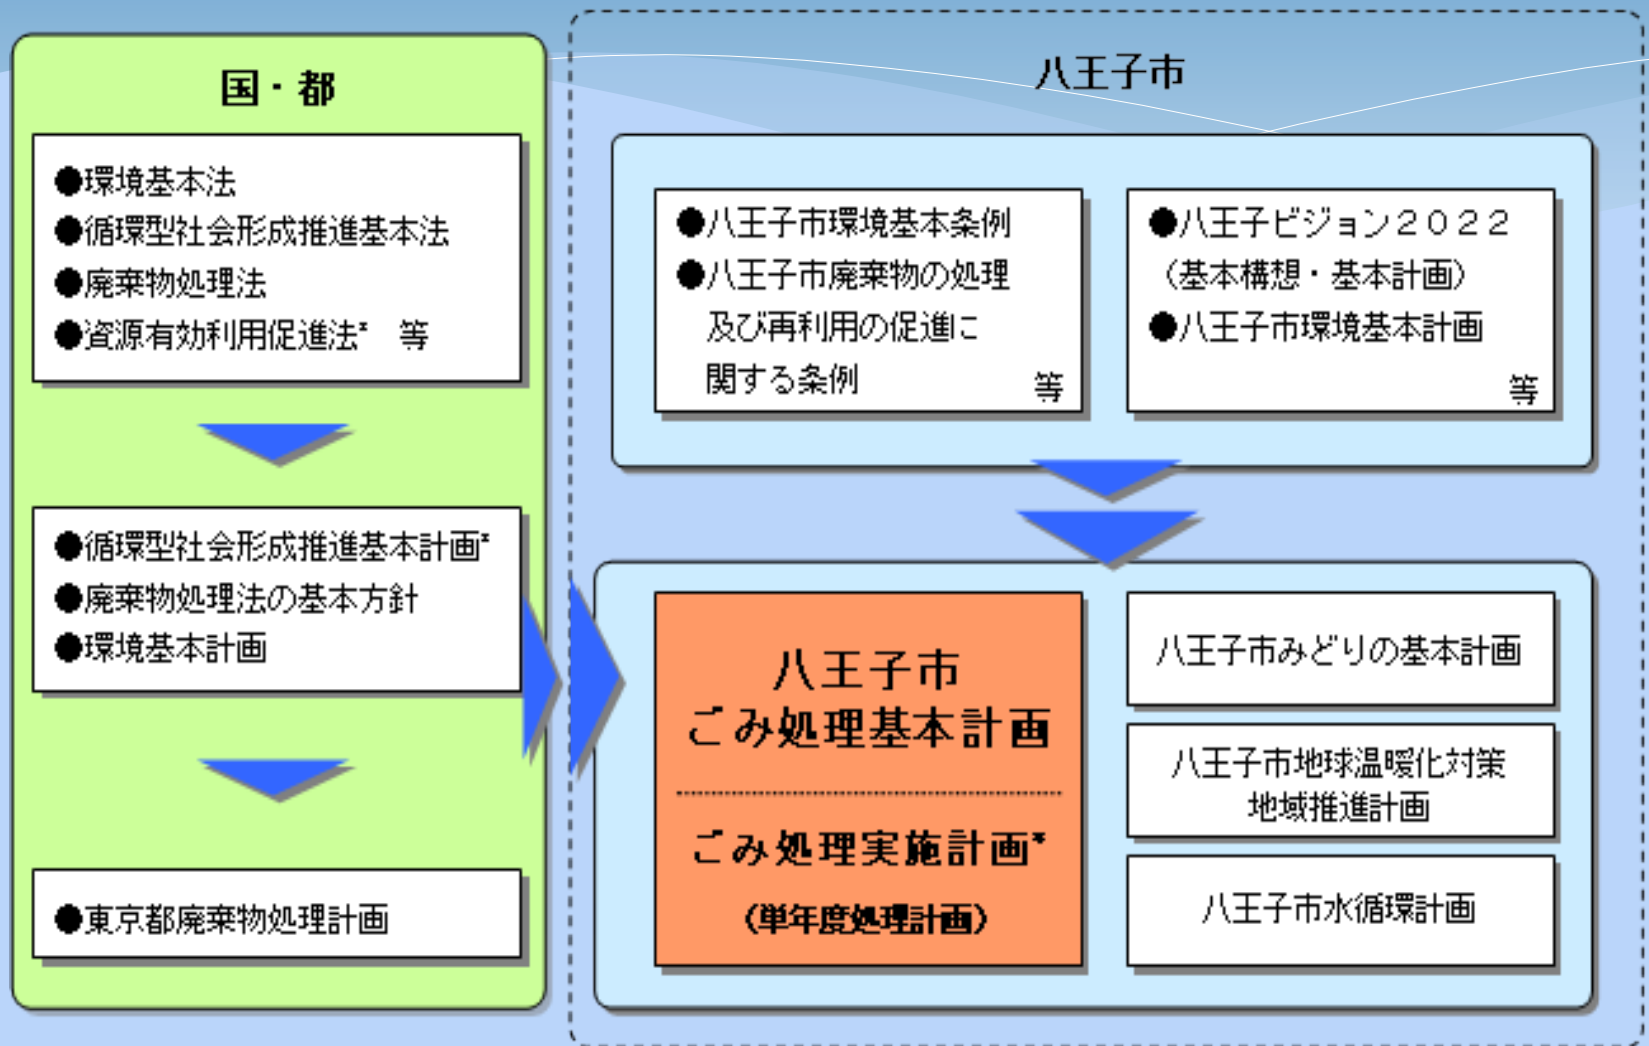 国・都
●環境基本法
●循環型社会形成推進基本法
●廃棄物処理法
●資源有効利用促進法* 等
●循環型社会形成推進基本計画*
●廃棄物処理法の基本方針
●環境基本計画
●東京都廃棄物処理計画
八王子市
●八王子市環境基本条例
●八王子市廃棄物の処理
及び再利用の促進に
関する条例 等
●八王子ビジョン2022
(基本構想・基本計画)
●八王子市環境基本計画
等
八王子市
ごみ処理基本計画
ごみ処理実施計画*
(単年度処理計画)
八王子市みどりの基本計画
八王子市地球温暖化対策
地域推進計画
八王子市水循環計画